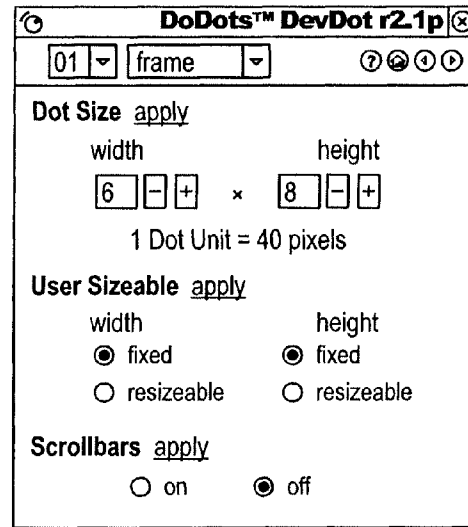 DoDots™ DevDot r2.1p
01 frame ?
Dot Size apply
width height
6 - + × 8 - +
1 Dot Unit = 40 pixels
User Sizeable apply
width height
fixed fixed
resizeable resizeable
Scrollbars apply
on off